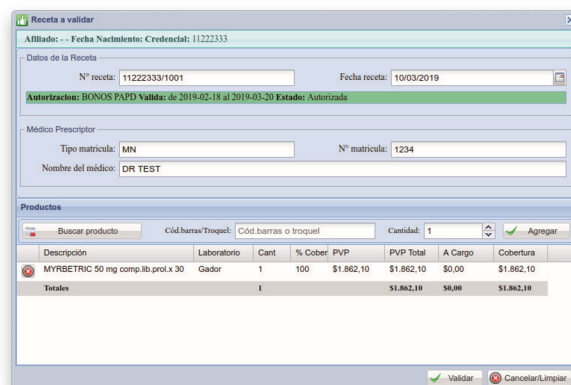 Receta a validar
Afiliado: - - Fecha Nacimiento: Credencial: 11222333
Datos de la Receta
N° receta: 11222333/1001 Fecha receta: 10/03/2019
Autorizacion: BONOS PAPD Valida: de 2019-02-18 al 2019-03-20 Estado: Autorizada
Médico Prescriptor
Tipo matricula: MN N° matricula: 1234
Nombre del médico: DR TEST
Productos
Buscar producto Cód.barras/Troquel: Cód.barras o troquel Cantidad: 1 Agregar
Descripción Laboratorio Cant % Cober PVP PVP Total A Cargo Cobertura
MYRBETRIC 50 mg comp.lib.prol.x 30 Gador 1 100 $1.862,10 $1.862,10 $0,00 $1.862,10
Totales 1 $1.862,10 $0,00 $1.862,10
Validar Cancelar/Limpiar